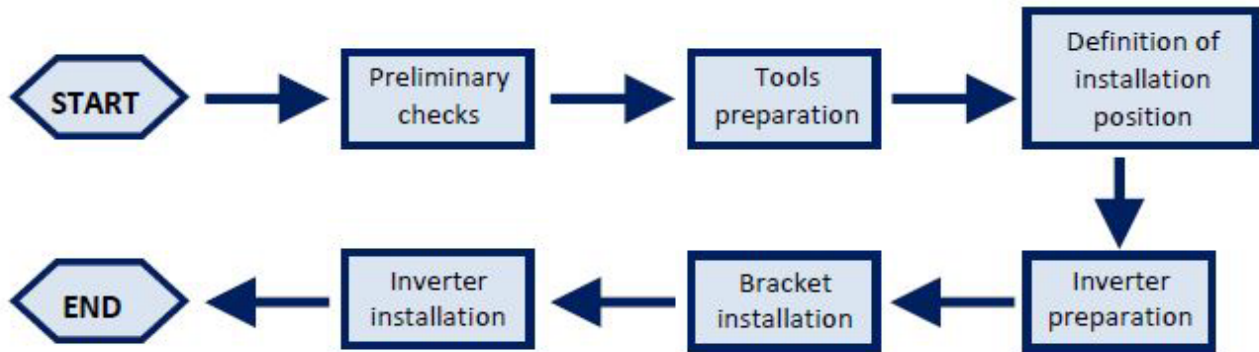 START
Preliminary
checks
Tools
preparation
Definition of
installation
position
Inverter
preparation
Bracket
installation
Inverter
installation
END